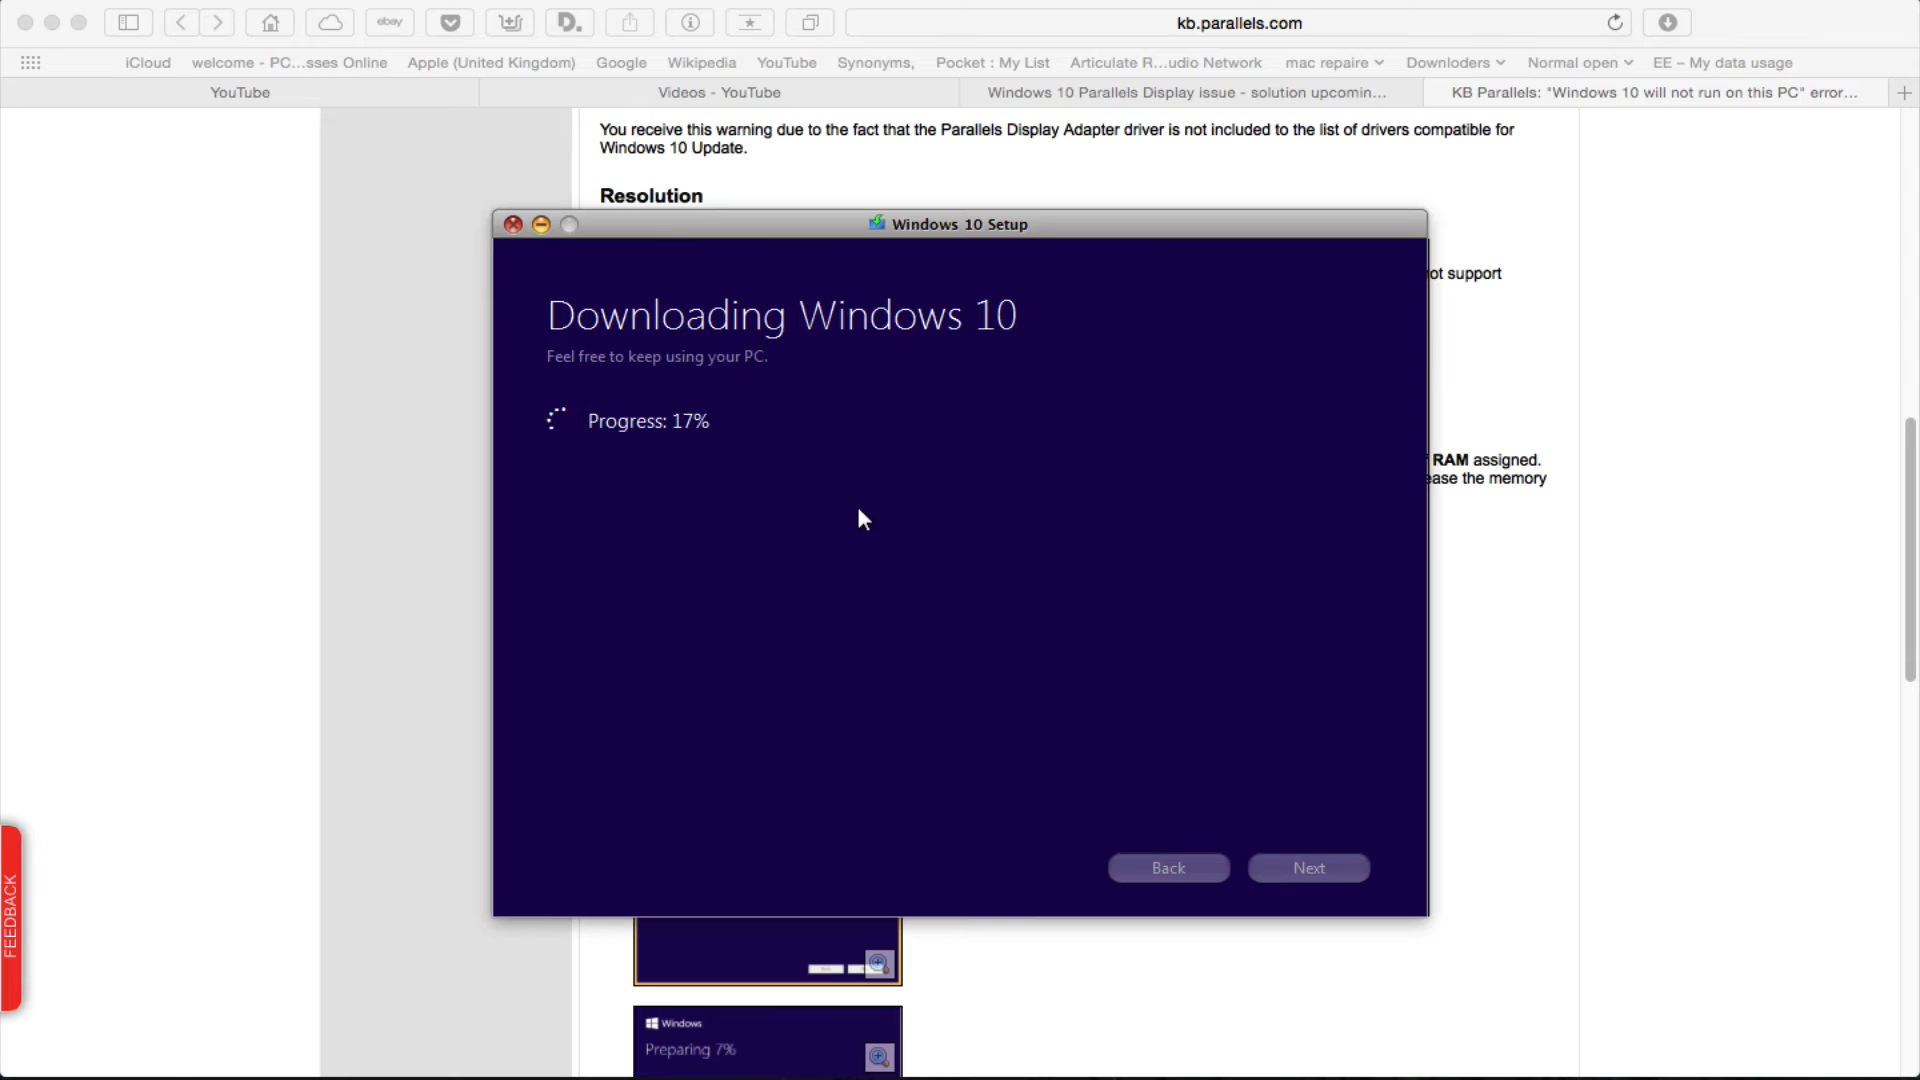 ebay
kb.parallels.com
iCloud welcome - PC...sses Online Apple (United Kingdom) Google Wikipedia YouTube Synonyms, Pocket : My List Articulate R...udio Network mac repaire Downloders Normal open EE – My data usage
YouTube Videos - YouTube Windows 10 Parallels Display issue - solution upcomin... KB Parallels: "Windows 10 will not run on this PC" error...
You receive this warning due to the fact that the Parallels Display Adapter driver is not included to the list of drivers compatible for
Windows 10 Update.
Resolution
Windows 10 Setup
ot support
Downloading Windows 10
Feel free to keep using your PC.
Progress: 17%
RAM assigned.
ease the memory
Back Next
FEEDBACK
Windows
Preparing 7%